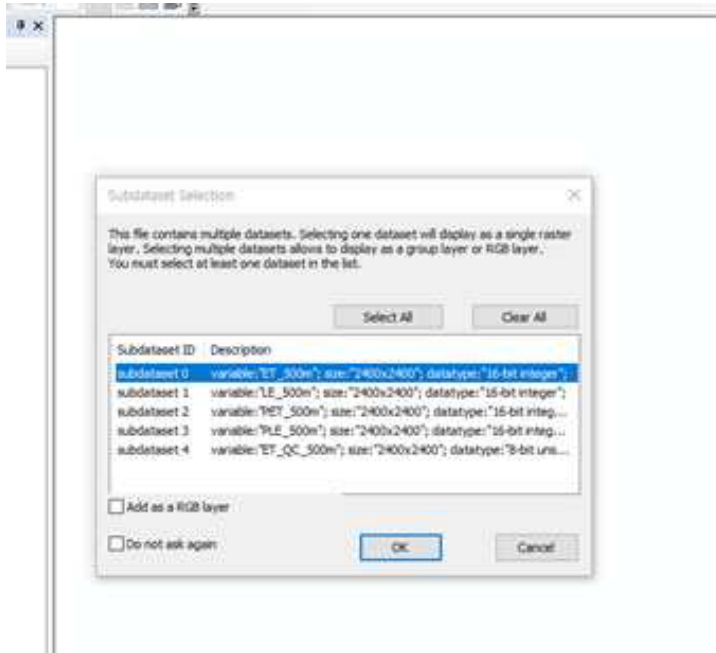 Subdataset Selection
This file contains multiple datasets. Selecting one dataset will display as a single raster
layer. Selecting multiple datasets allows to display as a group layer or RGB layer.
You must select at least one dataset in the list.
Select All Clear All
Subdataset ID Description
subdataset 0 variable:"ET_500m"; size:"2400x2400"; datatype:"16-bit integer";
subdataset 1 variable:"LE_500m"; size:"2400x2400"; datatype:"16-bit integer";
subdataset 2 variable:"PET_500m"; size:"2400x2400"; datatype:"16-bit integ...
subdataset 3 variable:"PLE_500m"; size:"2400x2400"; datatype:"16-bit integ...
subdataset 4 variable:"ET_QC_500m"; size:"2400x2400"; datatype:"8-bit uns...
Add as a RGB layer
Do not ask again OK Cancel